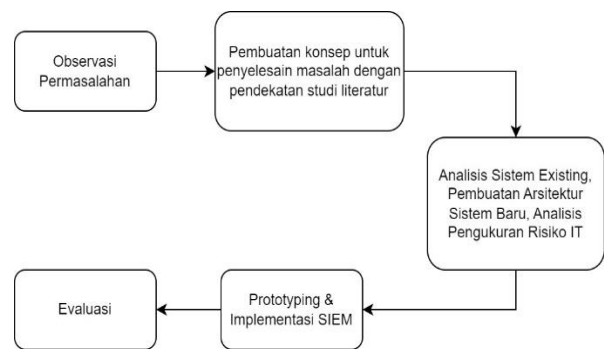 Observasi
Permasalahan
Pembuatan konsep untuk
penyelesain masalah dengan
pendekatan studi literatur
Analisis Sistem Existing,
Pembuatan Arsitektur
Sistem Baru, Analisis
Pengukuran Risiko IT
Prototyping &
Implementasi SIEM
Evaluasi